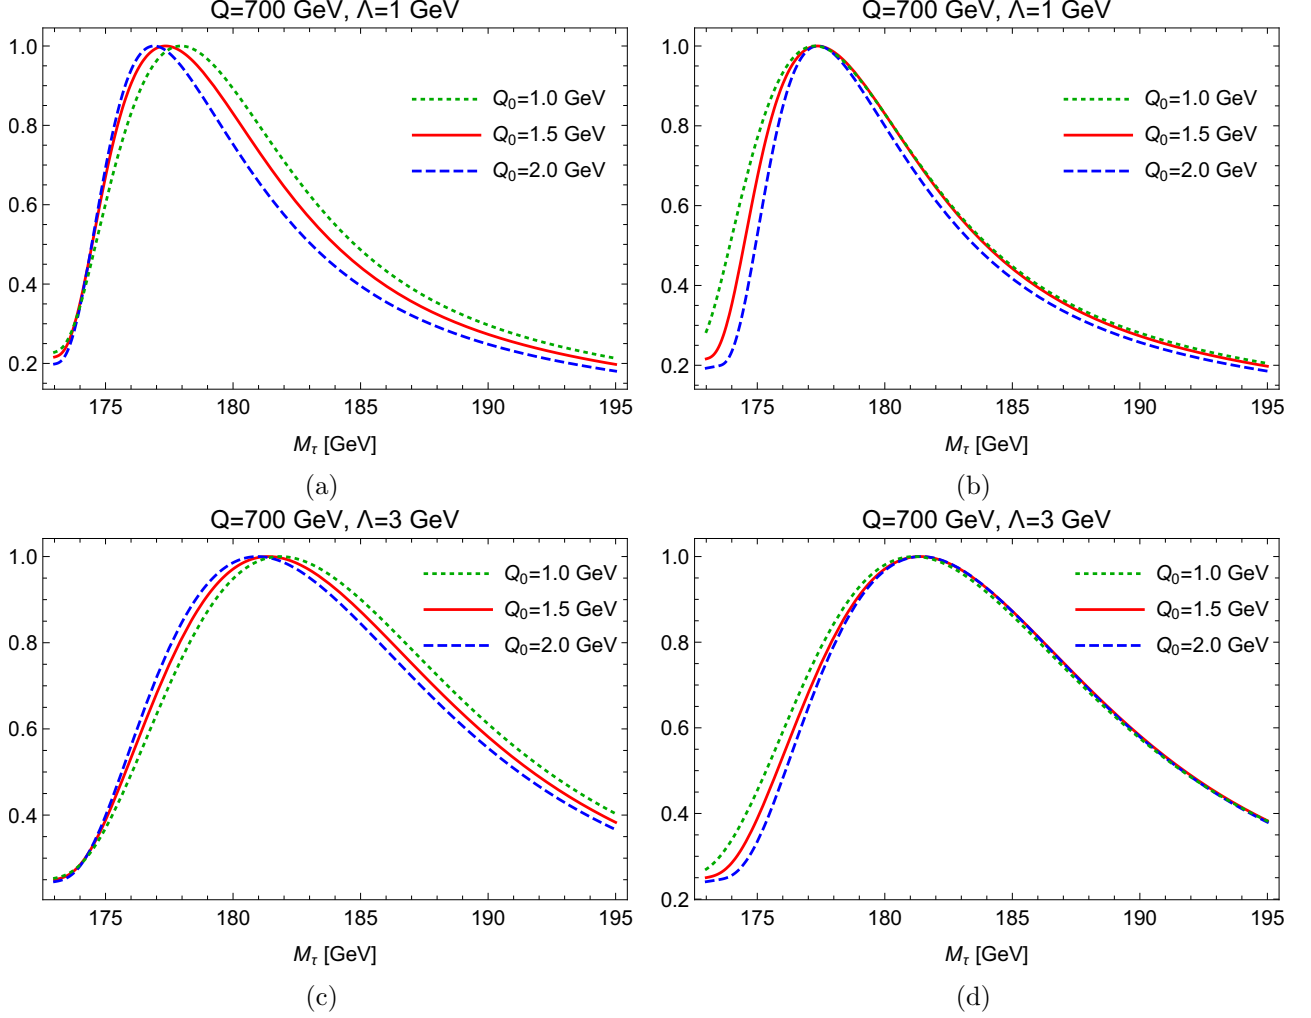 Q=700 GeV, Λ=1 GeV
1.0
0.8
0.6
0.4
0.2
Q₀=1.0 GeV
Q₀=1.5 GeV
Q₀=2.0 GeV
175 180 185 190 195
M_τ [GeV]
(a)
Q=700 GeV, Λ=1 GeV
1.0
0.8
0.6
0.4
0.2
Q₀=1.0 GeV
Q₀=1.5 GeV
Q₀=2.0 GeV
175 180 185 190 195
M_τ [GeV]
(b)
Q=700 GeV, Λ=3 GeV
1.0
0.8
0.6
0.4
Q₀=1.0 GeV
Q₀=1.5 GeV
Q₀=2.0 GeV
175 180 185 190 195
M_τ [GeV]
(c)
Q=700 GeV, Λ=3 GeV
1.0
0.8
0.6
0.4
0.2
Q₀=1.0 GeV
Q₀=1.5 GeV
Q₀=2.0 GeV
175 180 185 190 195
M_τ [GeV]
(d)